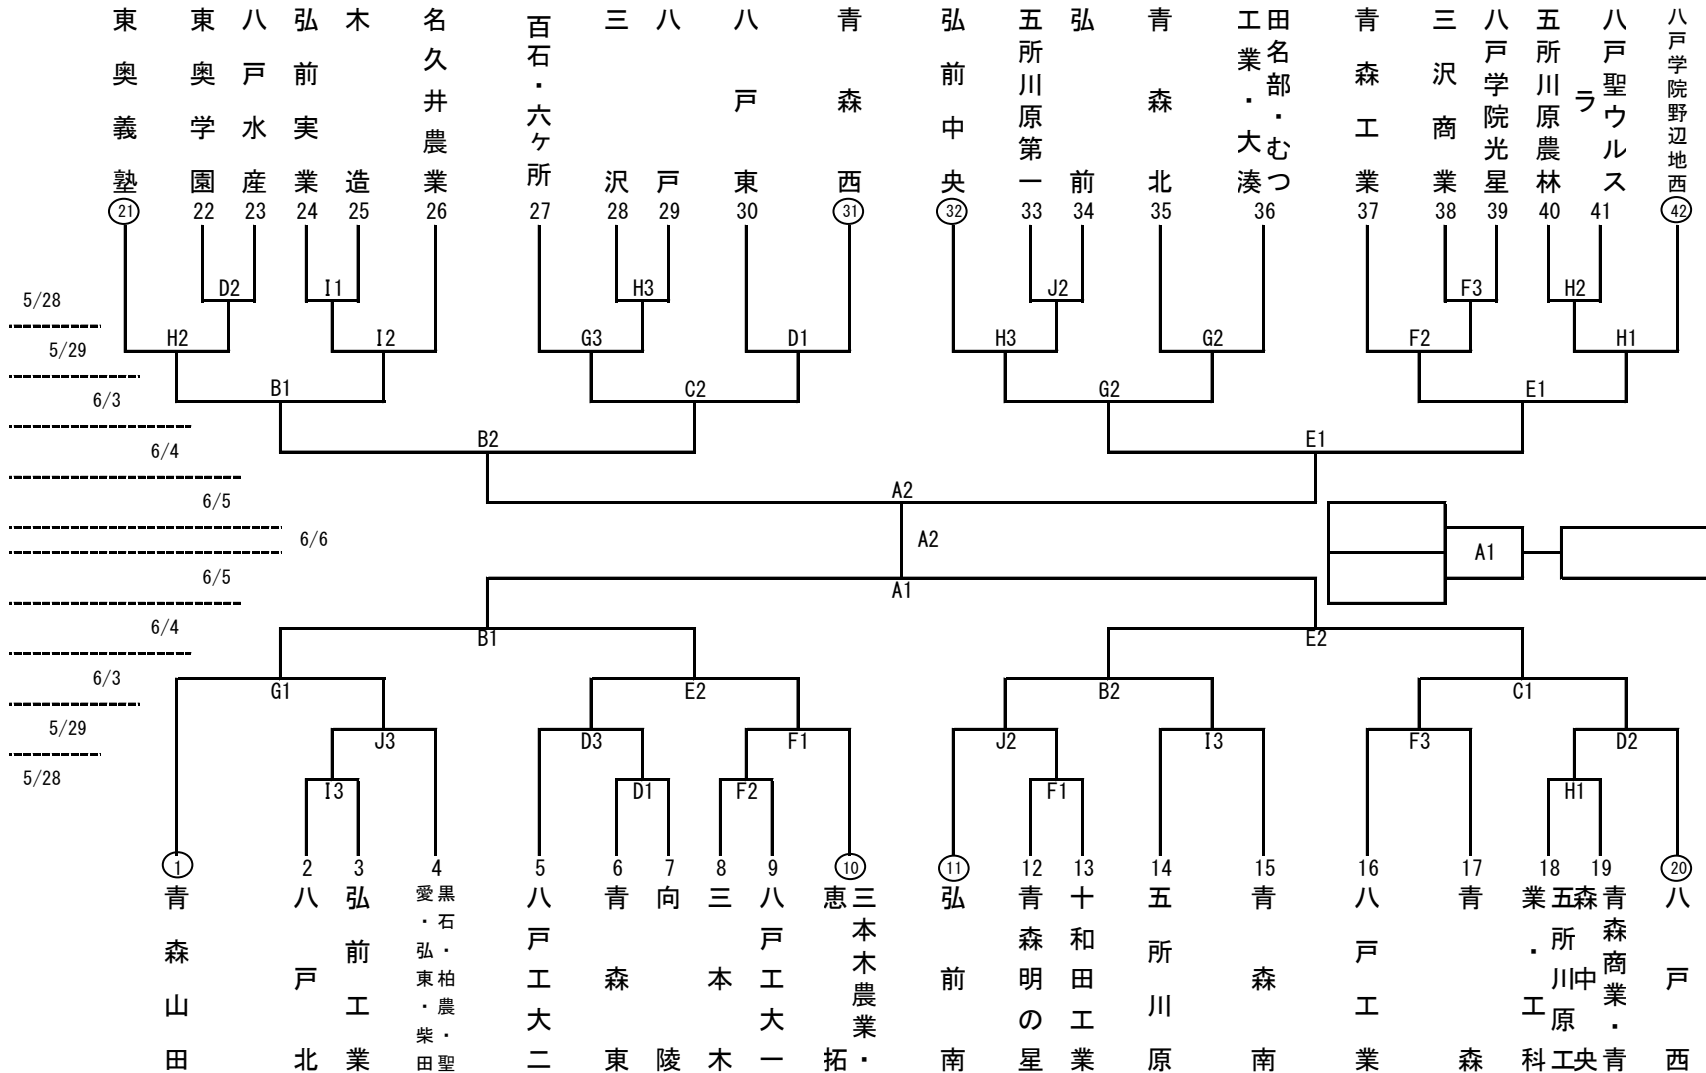 東奥義塾
東奥学園
八戸水産
弘前実業
木造
名久井農業
百石・六ヶ所
三沢
八戸
八戸東
青森西
弘前中央
五所川原第一
弘前
青森北
田名部・むつ
工業・大湊
青森工業
三沢商業
八戸学院光星
五所川原農林
八戸聖ウルス
ラ
八戸学院野辺地西
21 22 23 24 25 26 27 28 29 30 31 32 33 34 35 36 37 38 39 40 41 42
5/28 D2 I1 H3 J2 F3 H2
5/29 H2 I2 G3 D1 H3 G2 F2 H1
6/3 B1 C2 G2 E1
6/4 B2 E1
6/5 A2
6/6 A2 A1
6/5 A1
6/4 B1 E2
6/3 G1 E2 B2 C1
5/29 J3 D3 F1 J2 I3 F3 D2
5/28 I3 D1 F2 F1 H1
1 2 3 4 5 6 7 8 9 10 11 12 13 14 15 16 17 18 19 20
青森山田
八戸北
弘前工業
黒石・柏農・聖
愛・弘東・柴田
八戸工大二
青森東
向陵
三本木
八戸工大一
三本木農業・
恵拓
弘前南
青森明の星
十和田工業
五所川原
青森南
八戸工業
青森
五所川原工
業・工科
青森商業・青
森中央
八戸西